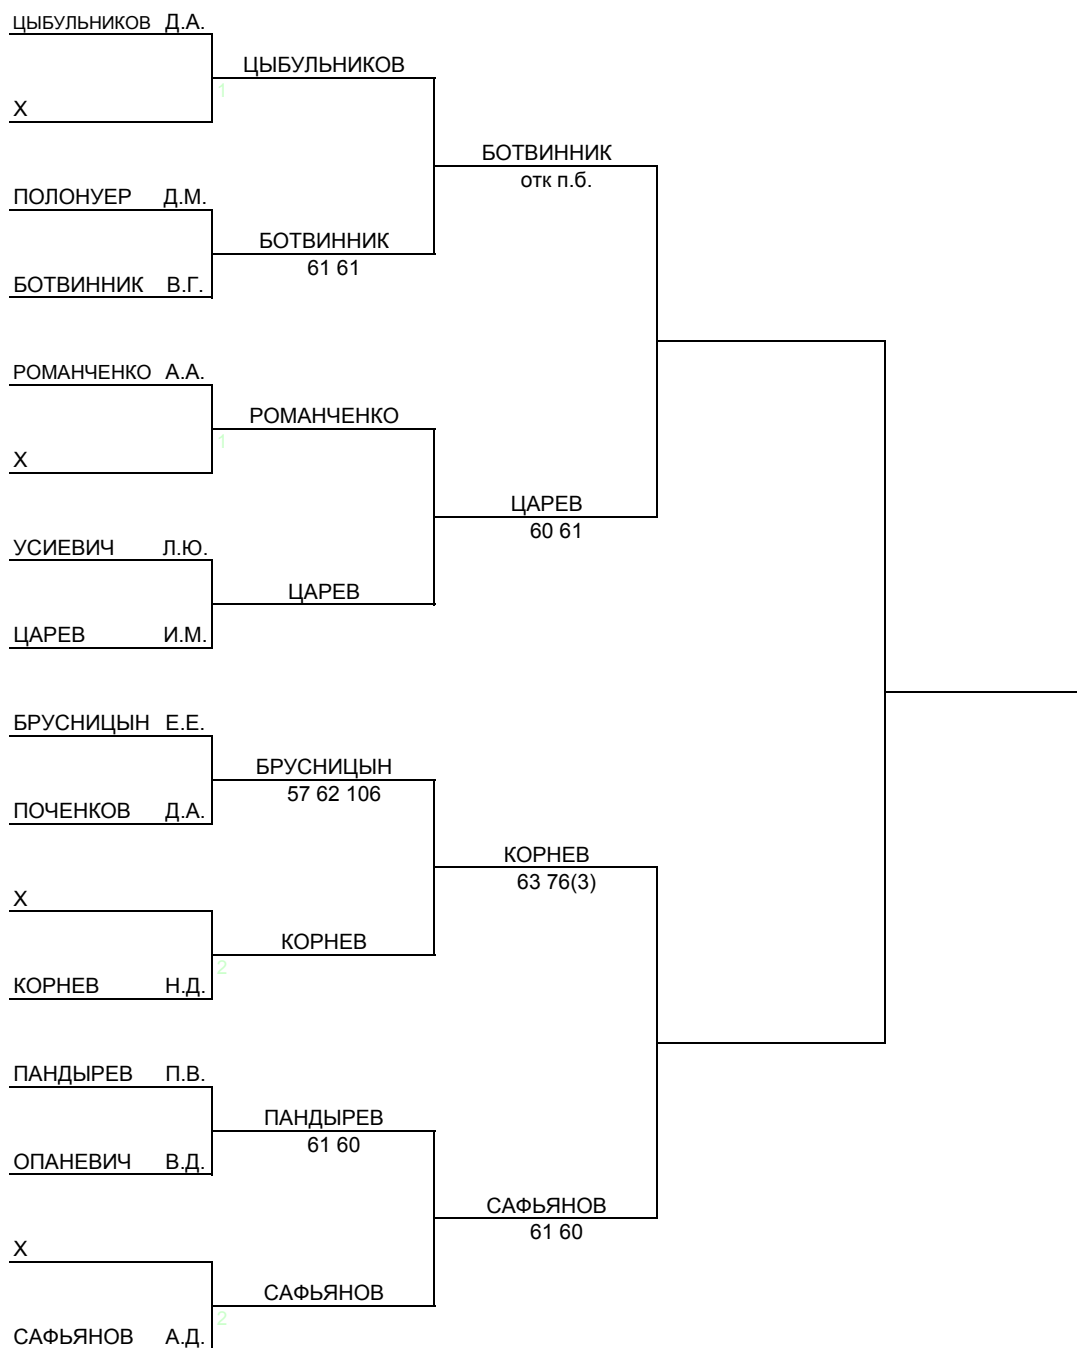 ЦЫБУЛЬНИКОВ Д.А.
ЦЫБУЛЬНИКОВ
1
Х
БОТВИННИК
отк п.б.
ПОЛОНУЕР Д.М.
БОТВИННИК
61 61
БОТВИННИК В.Г.
РОМАНЧЕНКО А.А.
РОМАНЧЕНКО
1
Х
ЦАРЕВ
60 61
УСИЕВИЧ Л.Ю.
ЦАРЕВ
ЦАРЕВ И.М.
БРУСНИЦЫН Е.Е.
БРУСНИЦЫН
57 62 106
ПОЧЕНКОВ Д.А.
КОРНЕВ
63 76(3)
Х
КОРНЕВ
2
КОРНЕВ Н.Д.
ПАНДЫРЕВ П.В.
ПАНДЫРЕВ
61 60
ОПАНЕВИЧ В.Д.
САФЬЯНОВ
61 60
Х
САФЬЯНОВ
2
САФЬЯНОВ А.Д.